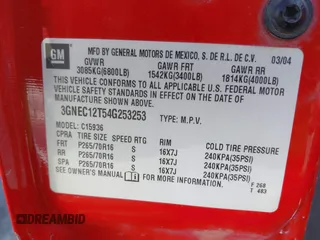 GM
MFD BY GENERAL MOTORS DE MEXICO, S. DE R.L. DE C.V. 03/04
GVWR GAWR FRT GAWR RR
3085KG(6800LB) 1542KG(3400LB) 1814KG(4000LB)
THIS VEHICLE CONFORMS TO ALL APPLICABLE U.S. FEDERAL MOTOR
VEHICLE SAFETY STANDARDS IN EFFECT ON THE DATE OF
MANUFACTURE SHOWN ABOVE.
3GNEC12T54G253253 TYPE: M.P.V.
MODEL: C15936
CPRA TIRE SIZE SPEED RTG RIM COLD TIRE PRESSURE
FRT P265/70R16 S 16X7J 240KPA(35PSI)
RR P265/70R16 S 16X7J 240KPA(35PSI)
SPA P265/70R16 S 16X7J 240KPA(35PSI)
SEE OWNER'S MANUAL F 260
T 403
DREAMBID